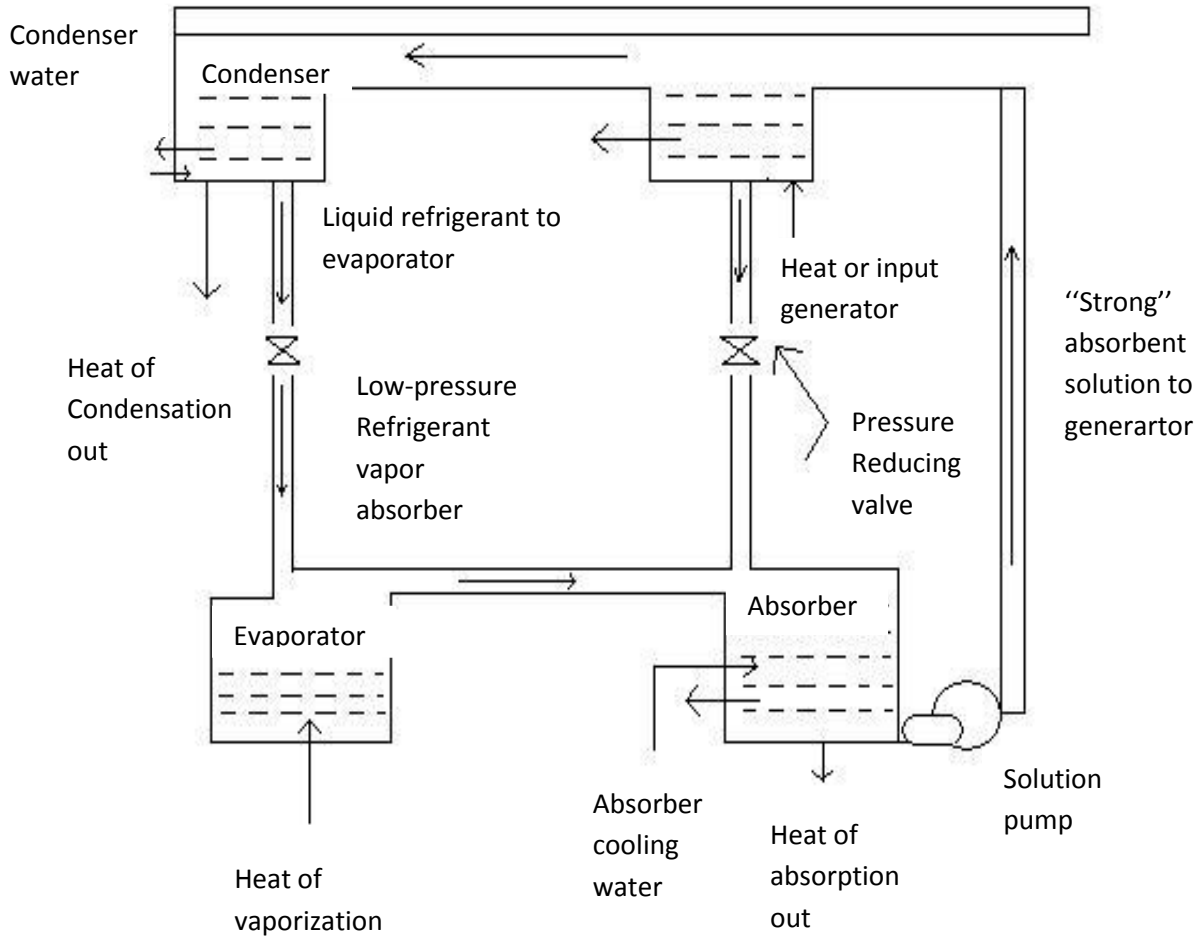 Condenser
water
Condenser
Liquid refrigerant to
evaporator
Heat or input
generator
‘‘Strong’’
absorbent
solution to
generartor
Heat of
Condensation
out
Low-pressure
Refrigerant
vapor
absorber
Pressure
Reducing
valve
Evaporator
Absorber
Solution
pump
Absorber
cooling
water
Heat of
absorption
out
Heat of
vaporization